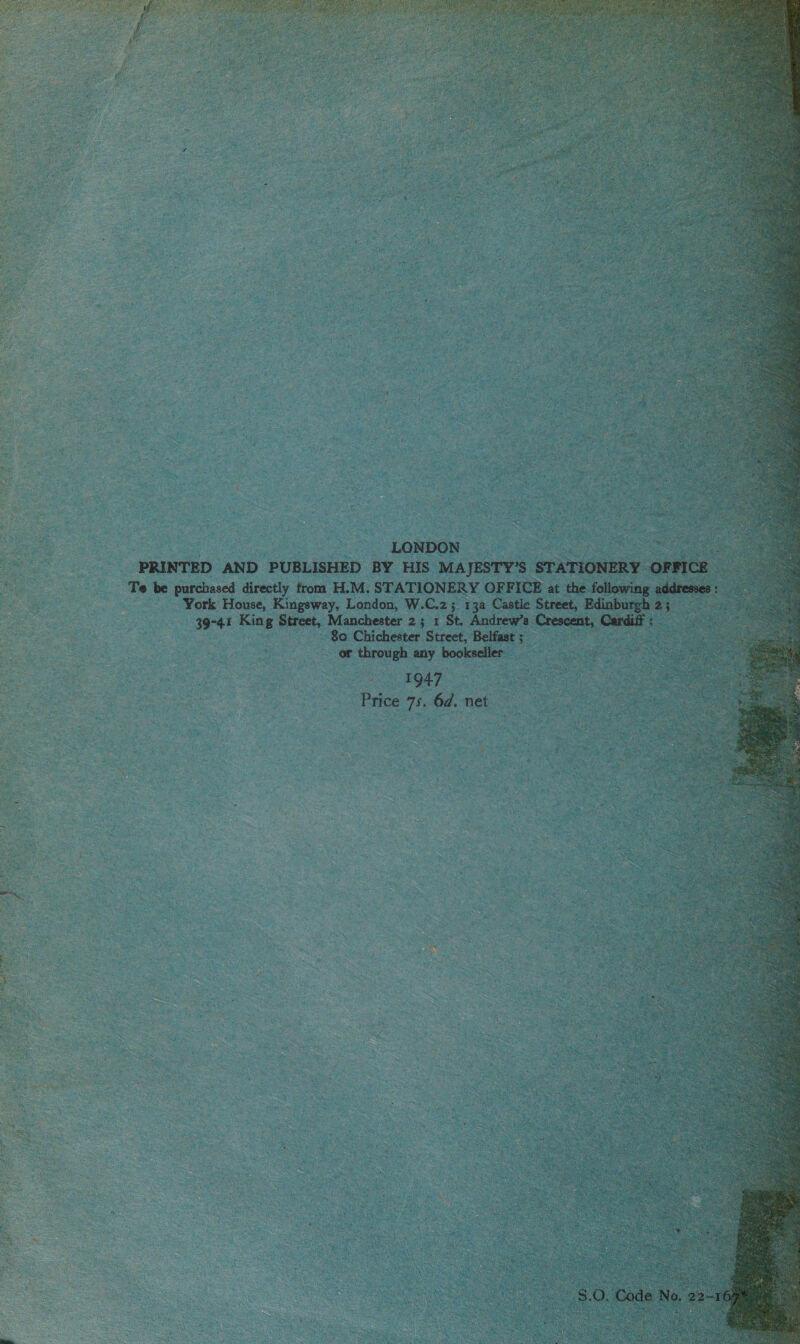 LONDON
PRINTED AND PUBLISHED BY HIS MAJESTY'S STATIONERY OFFICE
To be purchased directly from H.M. STATIONERY OFFICE at the following addresses:
York House, Kingsway, London, W.C.2; 13a Castle Street, Edinburgh 2;
39-41 King Street, Manchester 2; 1 St. Andrew's Crescent, Cardiff;
80 Chichester Street, Belfast;
or through any bookseller
1947
Price 7s. 6d. net
S.O. Code No. 22-167*